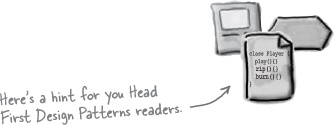 class Player {
play(){}
rip(){}
burn(){}
}
Here's a hint for you Head
First Design Patterns readers.